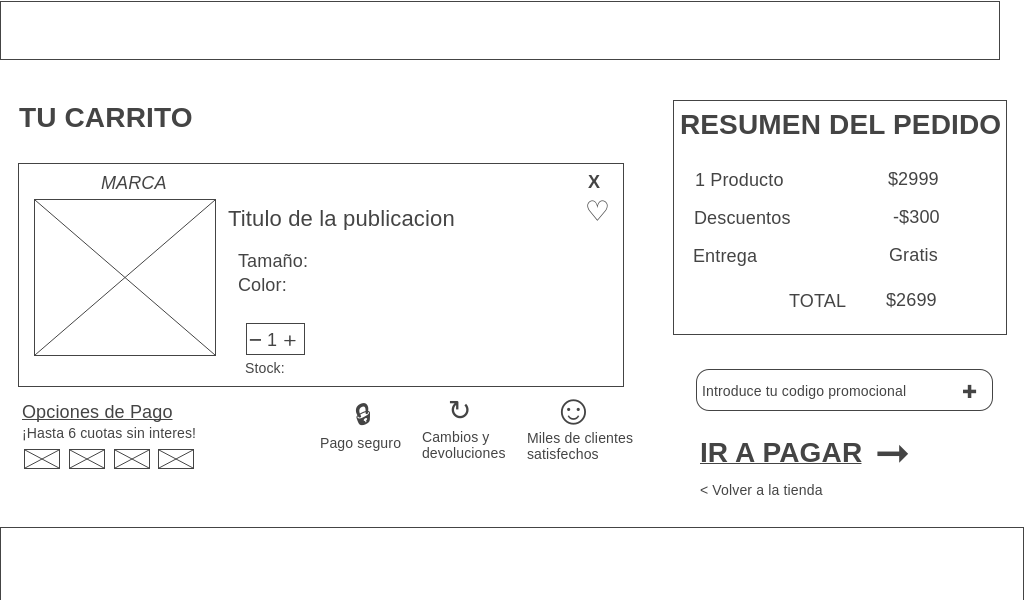 TU CARRITO
MARCA
X
Titulo de la publicacion
Tamaño:
Color:
1
Stock:
Opciones de Pago
¡Hasta 6 cuotas sin interes!
Pago seguro
Cambios y
devoluciones
Miles de clientes
satisfechos
RESUMEN DEL PEDIDO
1 Producto $2999
Descuentos -$300
Entrega Gratis
TOTAL $2699
Introduce tu codigo promocional
IR A PAGAR
< Volver a la tienda